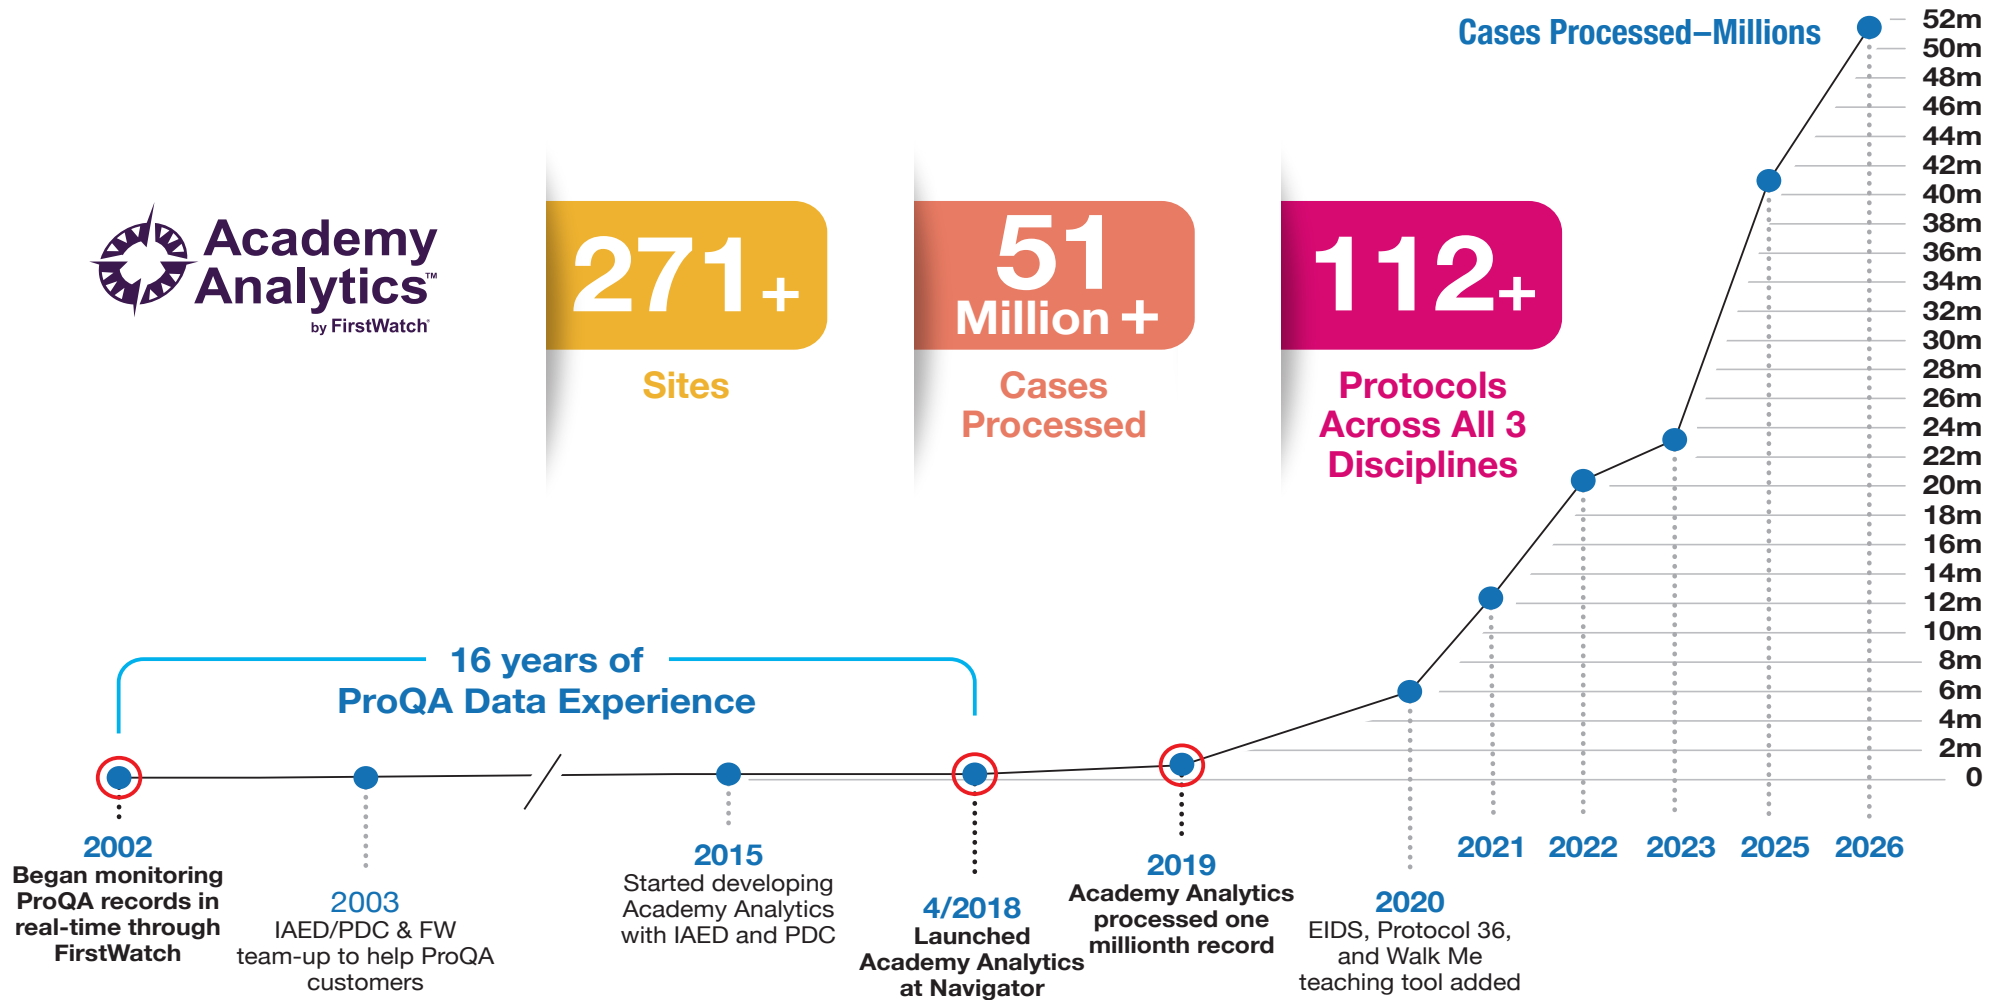 Cases Processed–Millions
52m
50m
48m
46m
44m
42m
40m
38m
36m
34m
32m
30m
28m
26m
24m
22m
20m
18m
16m
14m
12m
10m
8m
6m
4m
2m
0
Academy
Analytics™
by FirstWatch®
271+
Sites
51
Million +
Cases
Processed
112+
Protocols
Across All 3
Disciplines
16 years of
ProQA Data Experience
2002
Began monitoring
ProQA records in
real-time through
FirstWatch
2003
IAED/PDC & FW
team-up to help ProQA
customers
2015
Started developing
Academy Analytics
with IAED and PDC
4/2018
Launched
Academy Analytics
at Navigator
2019
Academy Analytics
processed one
millionth record
2020
EIDS, Protocol 36,
and Walk Me
teaching tool added
2021
2022
2023
2025
2026